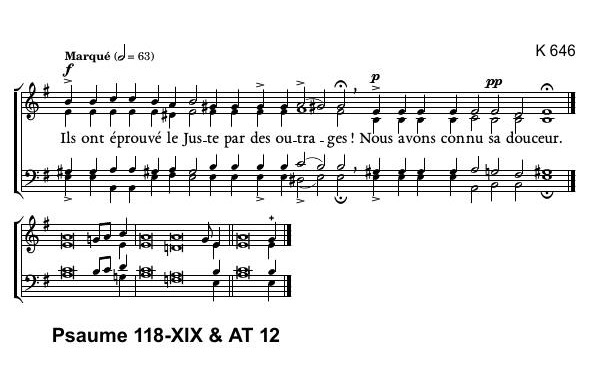 K 646
Marqué (𝅗𝅥 = 63)
f p pp
Ils ont éprouvé le Jus-te par des ou-tra-ges ! Nous avons connu sa douceur.
Psaume 118-XIX & AT 12